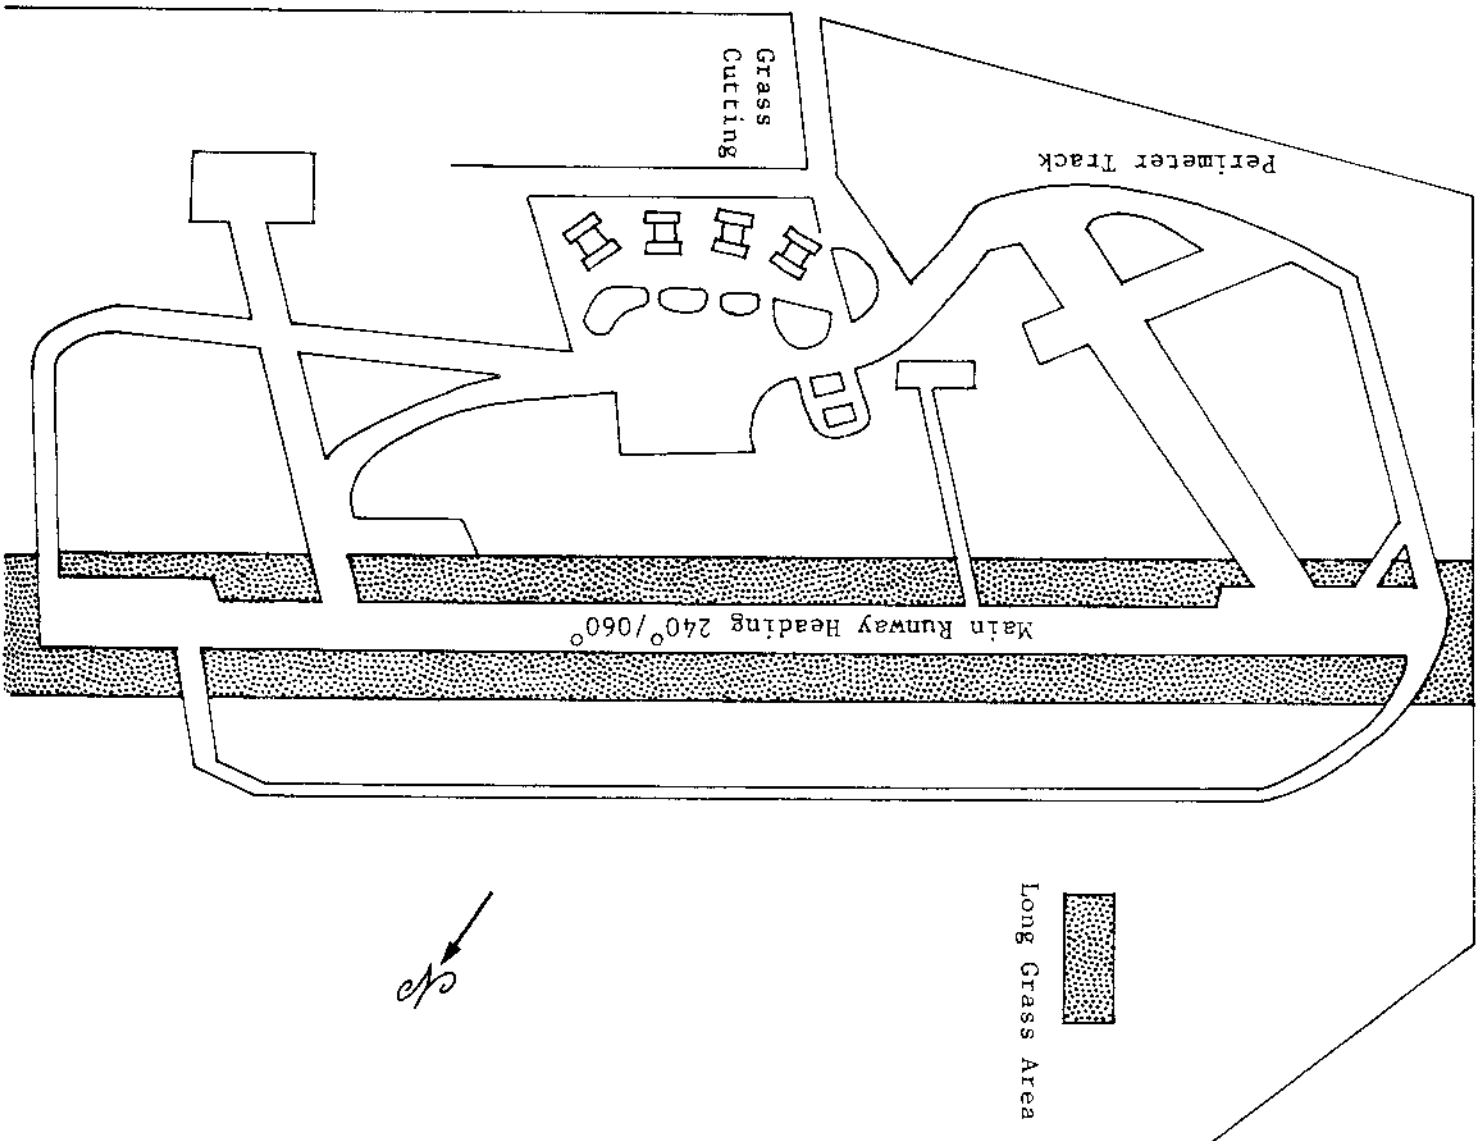 Grass
Cutting
Perimeter Track
Main Runway Heading 240°/060°
N
Long Grass Area